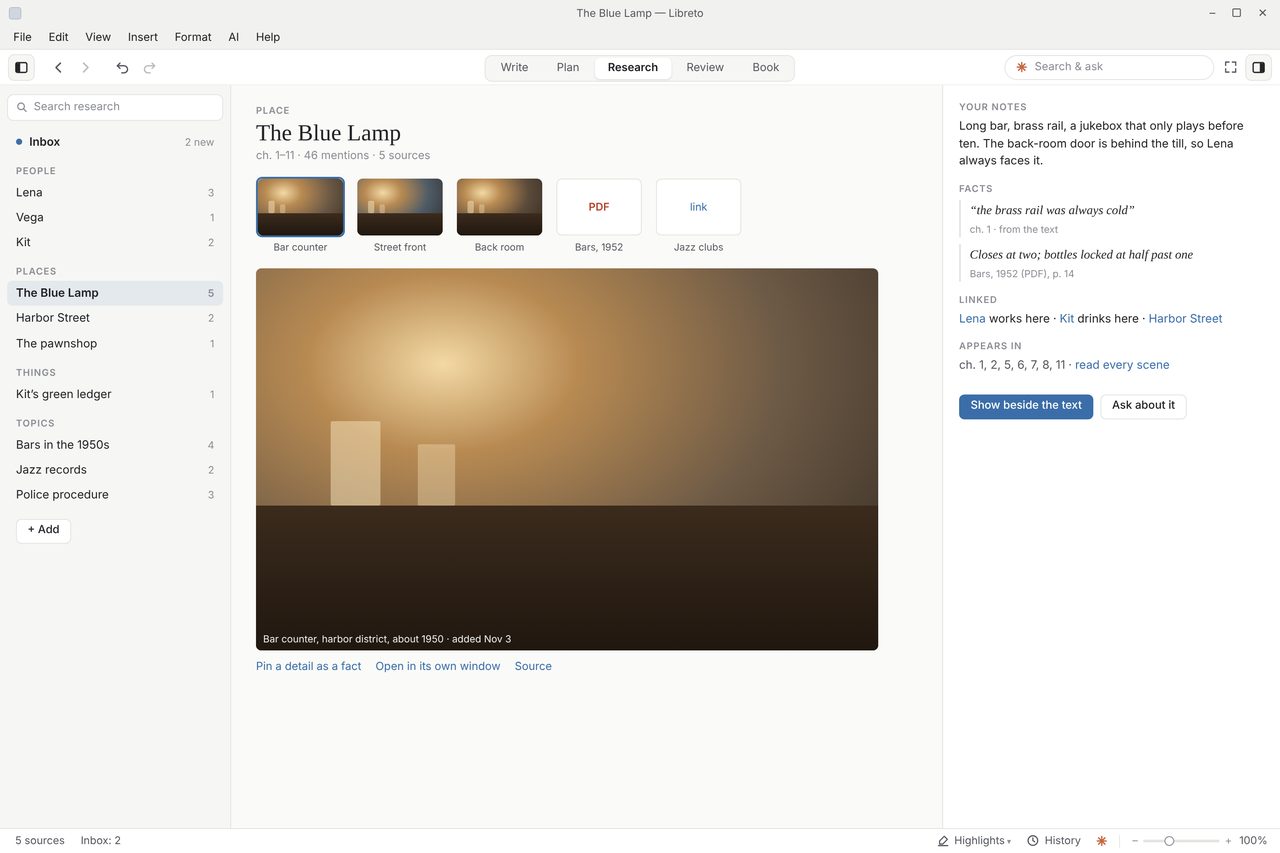 The Blue Lamp — Libreto
File Edit View Insert Format AI Help
Write Plan Research Review Book
Search & ask
Search research
Inbox 2 new
PEOPLE
Lena 3
Vega 1
Kit 2
PLACES
The Blue Lamp 5
Harbor Street 2
The pawnshop 1
THINGS
Kit’s green ledger 1
TOPICS
Bars in the 1950s 4
Jazz records 2
Police procedure 3
+ Add
PLACE
The Blue Lamp
ch. 1–11 · 46 mentions · 5 sources
PDF
link
Bar counter
Street front
Back room
Bars, 1952
Jazz clubs
Bar counter, harbor district, about 1950 · added Nov 3
Pin a detail as a fact Open in its own window Source
YOUR NOTES
Long bar, brass rail, a jukebox that only plays before
ten. The back-room door is behind the till, so Lena
always faces it.
FACTS
“the brass rail was always cold”
ch. 1 · from the text
Closes at two; bottles locked at half past one
Bars, 1952 (PDF), p. 14
LINKED
Lena works here · Kit drinks here · Harbor Street
APPEARS IN
ch. 1, 2, 5, 6, 7, 8, 11 · read every scene
Show beside the text Ask about it
5 sources Inbox: 2
Highlights History 100%